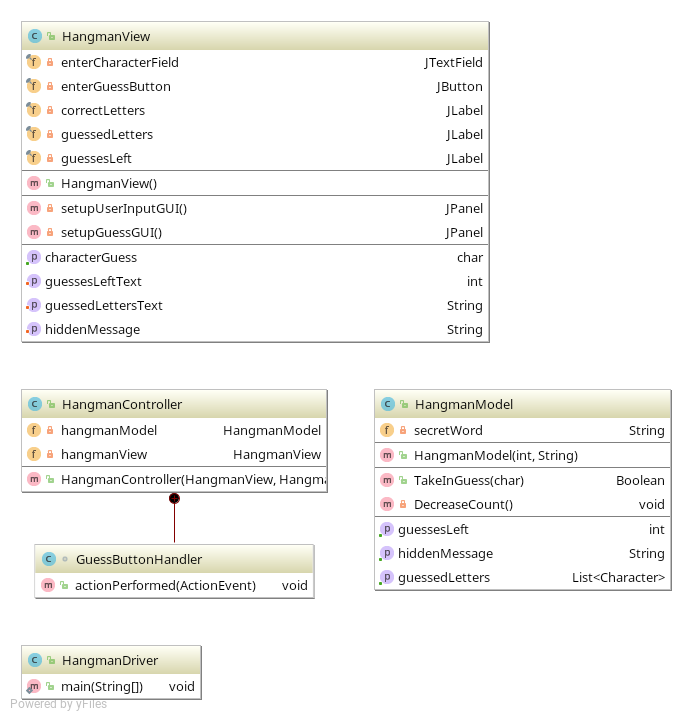 HangmanView
enterCharacterField JTextField
enterGuessButton JButton
correctLetters JLabel
guessedLetters JLabel
guessesLeft JLabel
HangmanView()
setupUserInputGUI() JPanel
setupGuessGUI() JPanel
characterGuess char
guessesLeftText int
guessedLettersText String
hiddenMessage String
HangmanController
hangmanModel HangmanModel
hangmanView HangmanView
HangmanController(HangmanView, Hangma
GuessButtonHandler
actionPerformed(ActionEvent) void
HangmanModel
secretWord String
HangmanModel(int, String)
TakeInGuess(char) Boolean
DecreaseCount() void
guessesLeft int
hiddenMessage String
guessedLetters List<Character>
HangmanDriver
main(String[]) void
Powered by yFiles